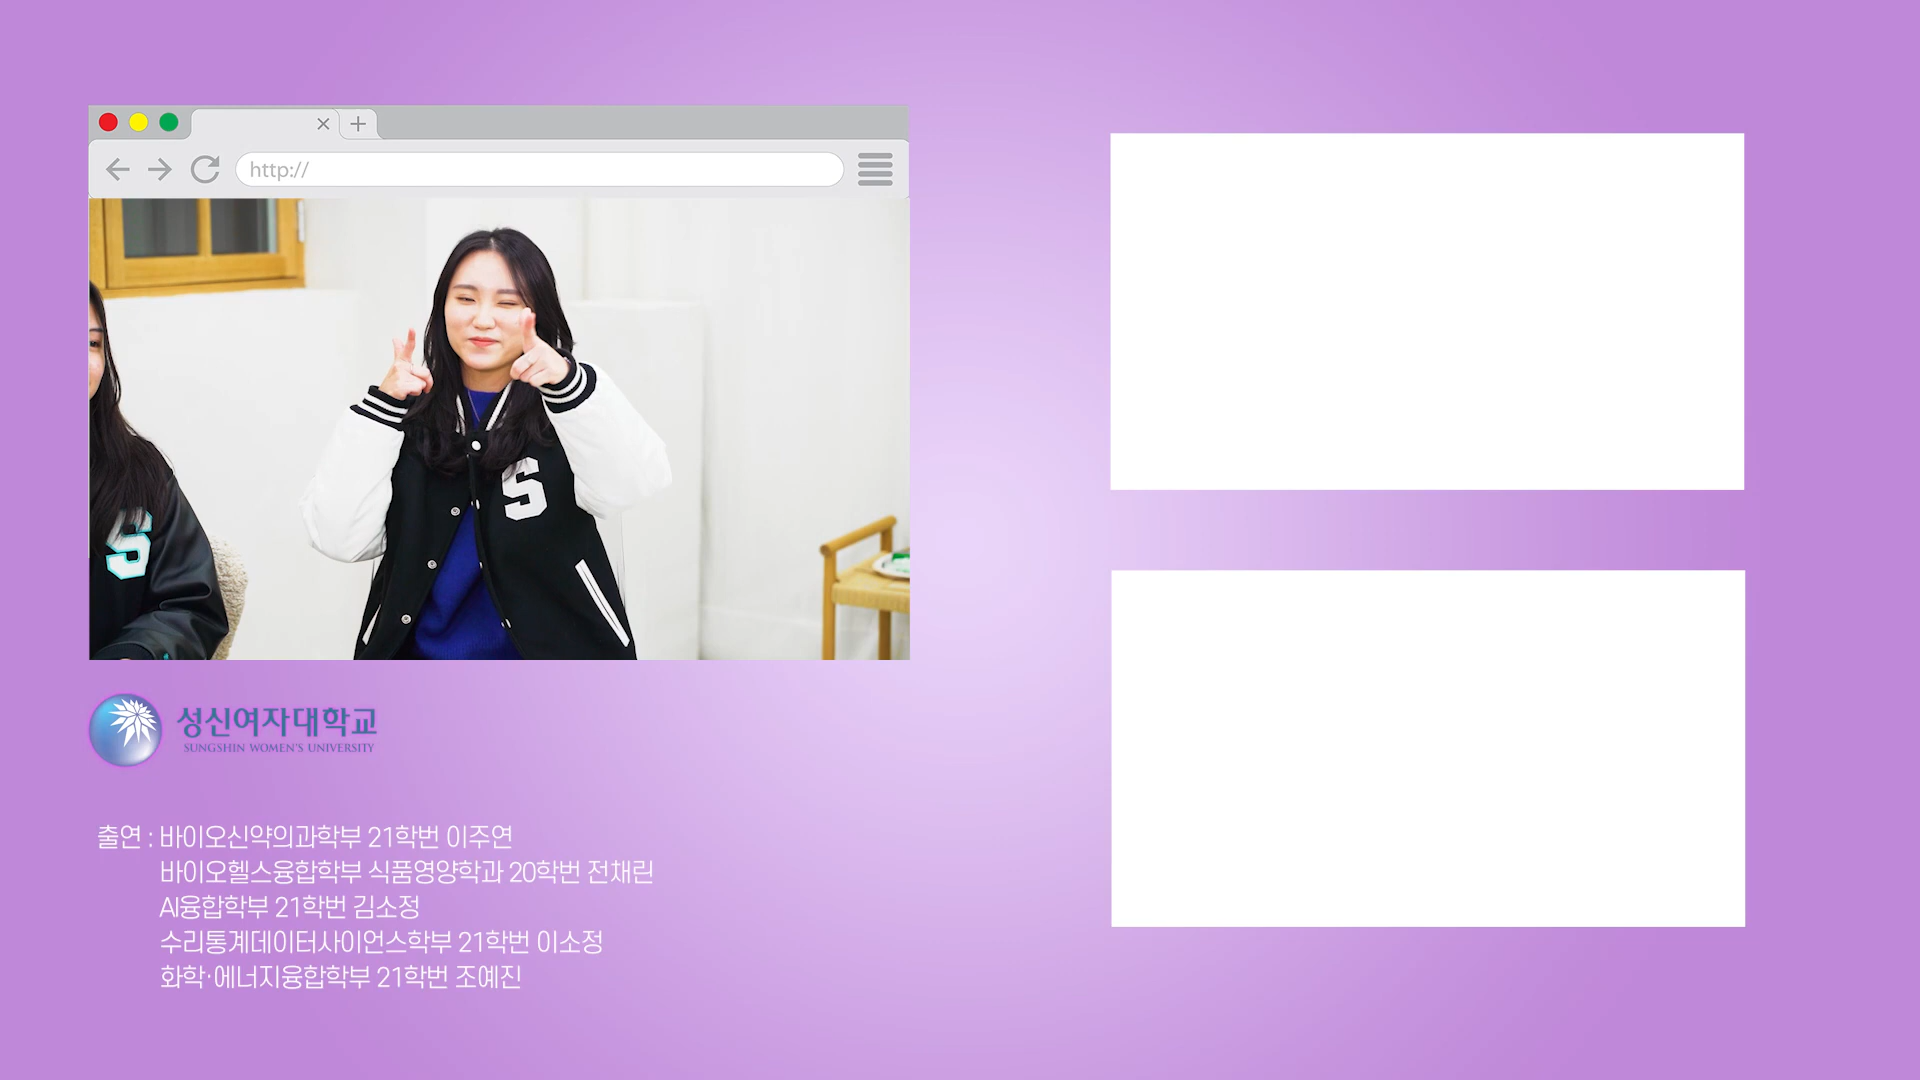 http://
S
S
성신여자대학교
SUNGSHIN WOMEN'S UNIVERSITY
출연 : 바이오신약의과학부 21학번 이주연
바이오헬스융합학부 식품영양학과 20학번 전채린
AI융합학부 21학번 김소정
수리통계데이터사이언스학부 21학번 이소정
화학·에너지융합학부 21학번 조예진